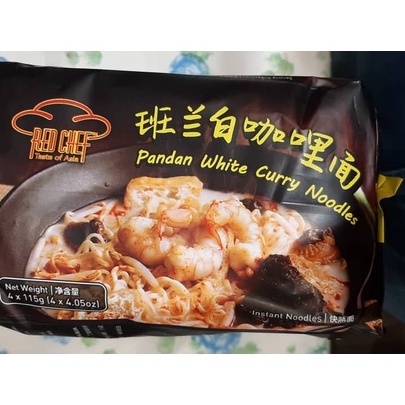 RED CHEF
Taste of Asia
班兰白咖哩面
Pandan White Curry Noodles
Net Weight | 净含量
4 x 115g (4 x 4.05oz)
Instant Noodles | 快熟面